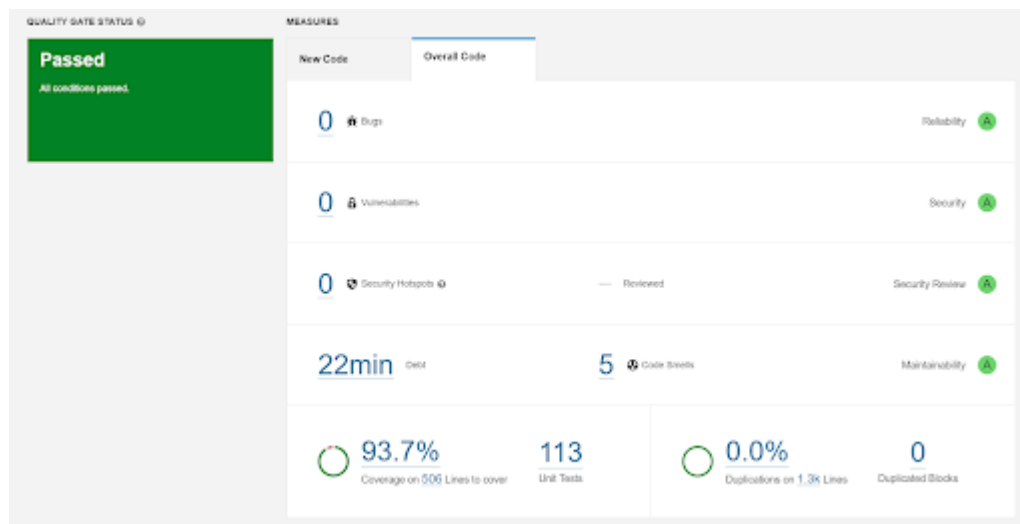 QUALITY GATE STATUS
MEASURES
Passed
All conditions passed.
New Code
Overall Code
0 Bugs
Reliability A
0 Vulnerabilities
Security A
0 Security Hotspots
— Reviewed
Security Review A
22min Debt
5 Code Smells
Maintainability A
93.7%
Coverage on 506 Lines to cover
113
Unit Tests
0.0%
Duplications on 1.3k Lines
0
Duplicated Blocks